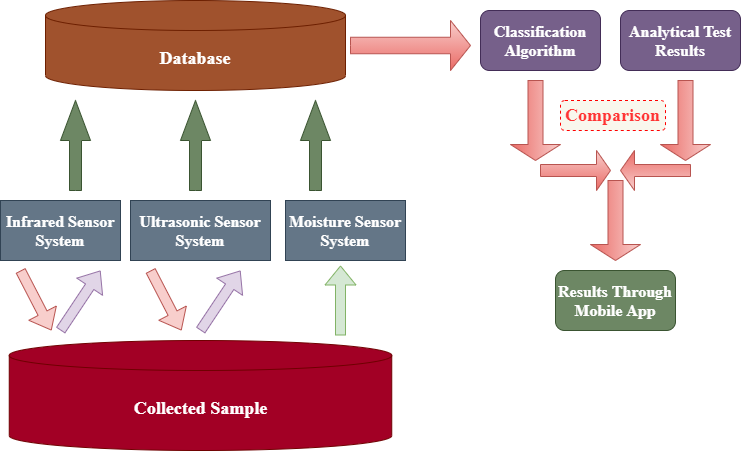 Database
Classification
Algorithm
Analytical Test
Results
Comparison
Infrared Sensor
System
Ultrasonic Sensor
System
Moisture Sensor
System
Results Through
Mobile App
Collected Sample